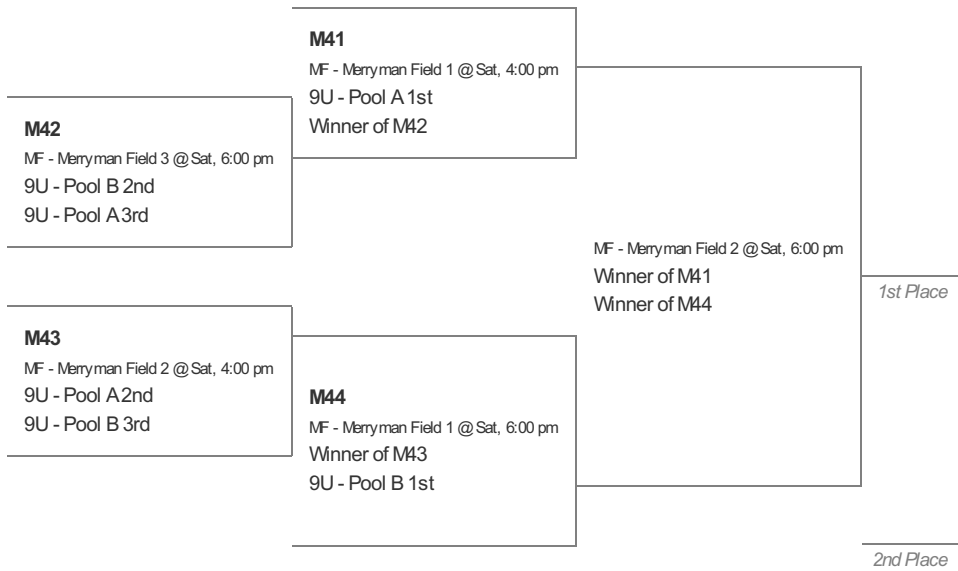 M41
MF - Merryman Field 1 @ Sat, 4:00 pm
9U - Pool A 1st
Winner of M42
M42
MF - Merryman Field 3 @ Sat, 6:00 pm
9U - Pool B 2nd
9U - Pool A 3rd
MF - Merryman Field 2 @ Sat, 6:00 pm
Winner of M41
Winner of M44
1st Place
M43
MF - Merryman Field 2 @ Sat, 4:00 pm
9U - Pool A 2nd
9U - Pool B 3rd
M44
MF - Merryman Field 1 @ Sat, 6:00 pm
Winner of M43
9U - Pool B 1st
2nd Place